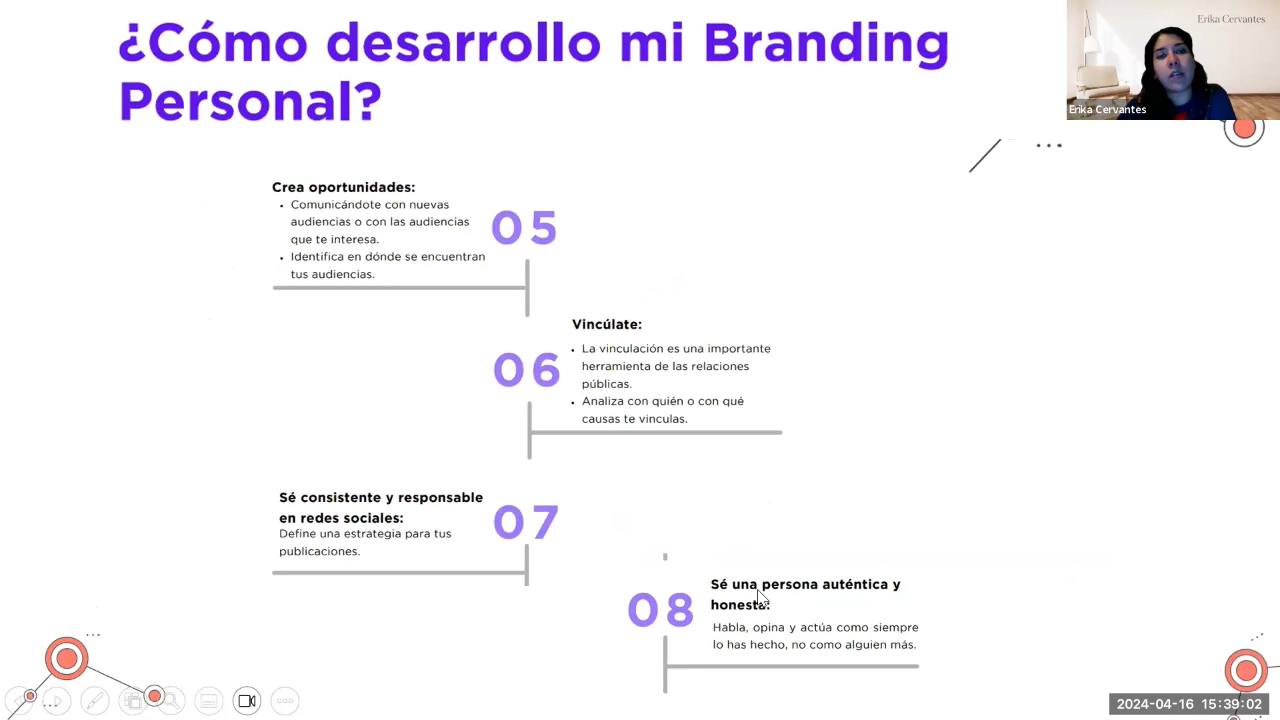 ¿Cómo desarrollo mi Branding
Personal?
Erika Cervantes
Erika Cervantes
Crea oportunidades:
• Comunicándote con nuevas
audiencias o con las audiencias
que te interesa.
• Identifica en dónde se encuentran
tus audiencias.
05
Vincúlate:
• La vinculación es una importante
herramienta de las relaciones
públicas.
• Analiza con quién o con qué
causas te vinculas.
06
Sé consistente y responsable
en redes sociales:
Define una estrategia para tus
publicaciones.
07
Sé una persona auténtica y
honesta:
Habla, opina y actúa como siempre
lo has hecho, no como alguien más.
08
2024-04-16 15:39:02